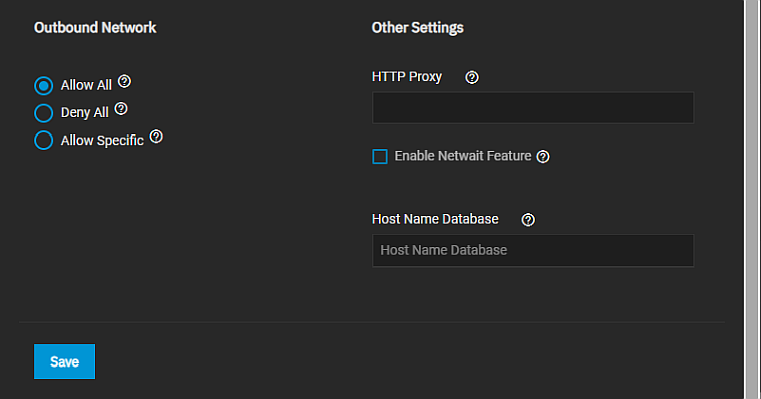 Outbound Network
Allow All
Deny All
Allow Specific
Other Settings
HTTP Proxy
Enable Netwait Feature
Host Name Database
Host Name Database
Save